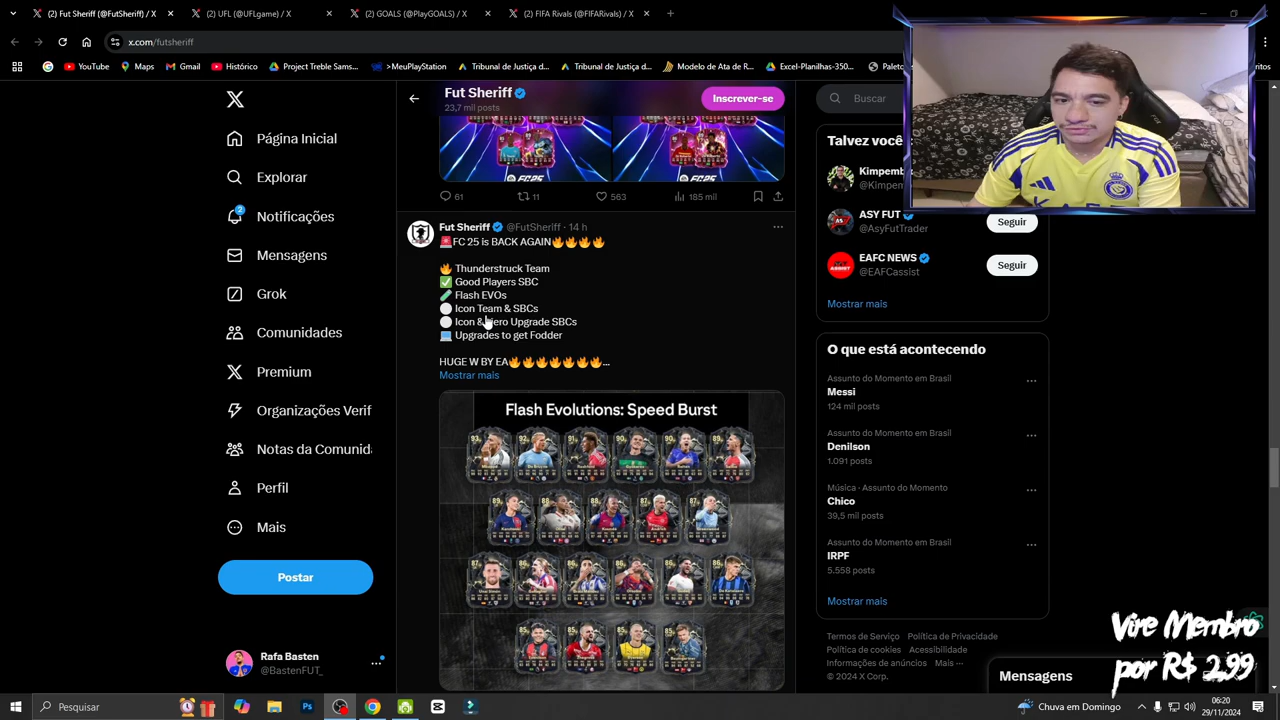 (2) Fut Sheriff (@FutSheriff) / X
(2) UFL (@UFLgame) / X
(2) GOALS (@PlayGOALS) / X
(2) FIFA Rivals (@FIFARivals) / X
x.com/futsheriff
YouTube
Maps
Gmail
Histórico
Project Treble Sams...
>MeuPlayStation
Tribunal de Justiça d...
Tribunal de Justiça d...
Modelo de Ata de R...
Excel-Planilhas-350...
Página Inicial
Explorar
2
Notificações
Mensagens
Grok
Comunidades
Premium
Organizações Verif
Notas da Comunid
Perfil
Mais
Postar
Rafa Basten
@BastenFUT_
Fut Sheriff
23,7 mil posts
Inscrever-se
FC25
FC25
61
11
563
185 mil
Fut Sheriff @FutSheriff · 14 h
🚨FC 25 is BACK AGAIN🔥🔥🔥🔥
🔥 Thunderstruck Team
✅ Good Players SBC
🧪 Flash EVOs
⚪ Icon Team & SBCs
⚪ Icon & Hero Upgrade SBCs
💻 Upgrades to get Fodder
HUGE W BY EA🔥🔥🔥🔥🔥🔥🔥...
Mostrar mais
Flash Evolutions: Speed Burst
Buscar
Talvez você
ASY FUT
@AsyFutTrader
Seguir
EAFC NEWS
@EAFCassist
Seguir
Mostrar mais
O que está acontecendo
Assunto do Momento em Brasil
Messi
124 mil posts
Assunto do Momento em Brasil
Denilson
1.091 posts
Música · Assunto do Momento
Chico
39,5 mil posts
Assunto do Momento em Brasil
IRPF
5.558 posts
Mostrar mais
Termos de Serviço Política de Privacidade
Política de cookies Acessibilidade
Informações de anúncios Mais ···
© 2024 X Corp.
Mensagens
Vire Membro
por R$ 2,99
Pesquisar
Chuva em Domingo
06:20
29/11/2024